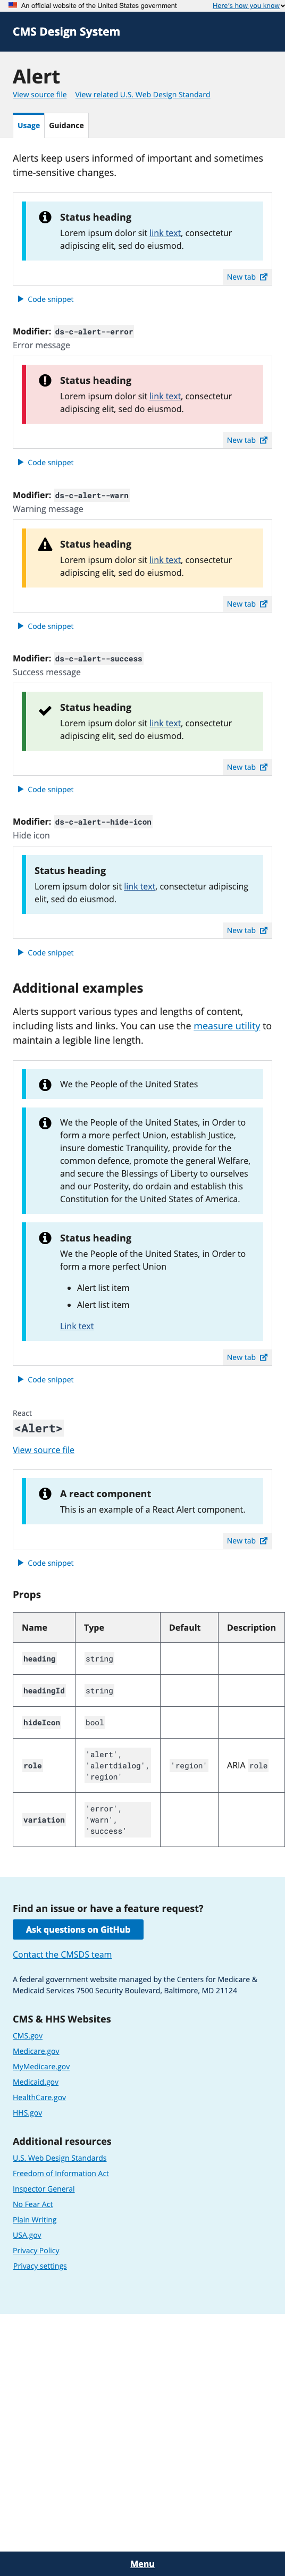 An official website of the United States government
Here's how you know
CMS Design System
Alert
View source file View related U.S. Web Design Standard
Usage Guidance
Alerts keep users informed of important and sometimes
time-sensitive changes.
Status heading
Lorem ipsum dolor sit link text, consectetur
adipiscing elit, sed do eiusmod.
New tab
Code snippet
Modifier: ds-c-alert--error
Error message
Status heading
Lorem ipsum dolor sit link text, consectetur
adipiscing elit, sed do eiusmod.
New tab
Code snippet
Modifier: ds-c-alert--warn
Warning message
Status heading
Lorem ipsum dolor sit link text, consectetur
adipiscing elit, sed do eiusmod.
New tab
Code snippet
Modifier: ds-c-alert--success
Success message
Status heading
Lorem ipsum dolor sit link text, consectetur
adipiscing elit, sed do eiusmod.
New tab
Code snippet
Modifier: ds-c-alert--hide-icon
Hide icon
Status heading
Lorem ipsum dolor sit link text, consectetur adipiscing
elit, sed do eiusmod.
New tab
Code snippet
Additional examples
Alerts support various types and lengths of content,
including lists and links. You can use the measure utility to
maintain a legible line length.
We the People of the United States
We the People of the United States, in Order to
form a more perfect Union, establish Justice,
insure domestic Tranquility, provide for the
common defence, promote the general Welfare,
and secure the Blessings of Liberty to ourselves
and our Posterity, do ordain and establish this
Constitution for the United States of America.
Status heading
We the People of the United States, in Order to
form a more perfect Union
Alert list item
Alert list item
Link text
New tab
Code snippet
React
<Alert>
View source file
A react component
This is an example of a React Alert component.
New tab
Code snippet
Props
Name Type Default Description
heading string
headingId string
hideIcon bool
role 'alert', 'alertdialog', 'region' 'region' ARIA role
variation 'error', 'warn', 'success'
Find an issue or have a feature request?
Ask questions on GitHub
Contact the CMSDS team
A federal government website managed by the Centers for Medicare &
Medicaid Services 7500 Security Boulevard, Baltimore, MD 21124
CMS & HHS Websites
CMS.gov
Medicare.gov
MyMedicare.gov
Medicaid.gov
HealthCare.gov
HHS.gov
Additional resources
U.S. Web Design Standards
Freedom of Information Act
Inspector General
No Fear Act
Plain Writing
USA.gov
Privacy Policy
Privacy settings
Menu